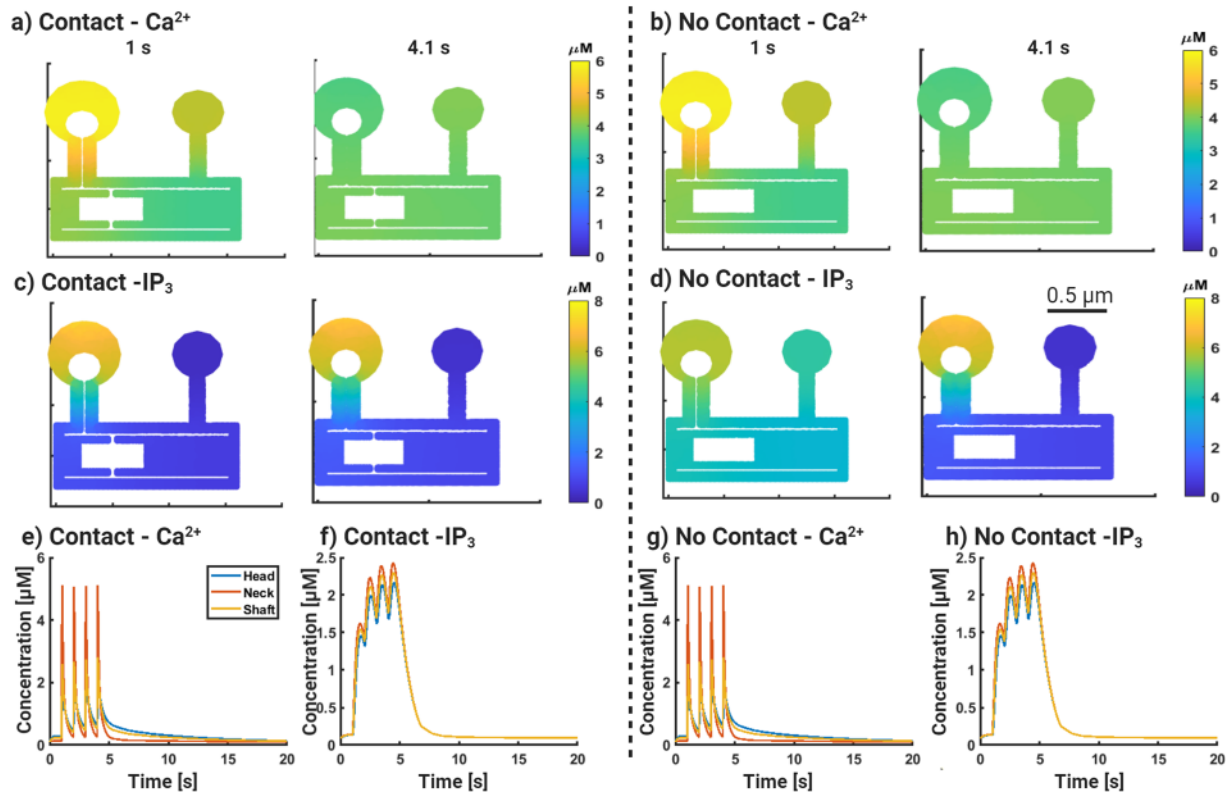 a) Contact - Ca²⁺
1 s
4.1 s
μM
6
5
4
3
2
1
0
b) No Contact - Ca²⁺
1 s
4.1 s
μM
6
5
4
3
2
1
0
c) Contact -IP₃
μM
8
6
4
2
0
d) No Contact - IP₃
0.5 μm
μM
8
6
4
2
0
e) Contact - Ca²⁺
Concentration [μM]
6
4
2
0
Head
Neck
Shaft
0 5 10 15 20
Time [s]
f) Contact -IP₃
Concentration [μM]
2.5
2
1.5
1
0.5
0
0 5 10 15 20
Time [s]
g) No Contact - Ca²⁺
Concentration [μM]
6
4
2
0
0 5 10 15 20
Time [s]
h) No Contact -IP₃
Concentration [μM]
2.5
2
1.5
1
0.5
0
0 5 10 15 20
Time [s]